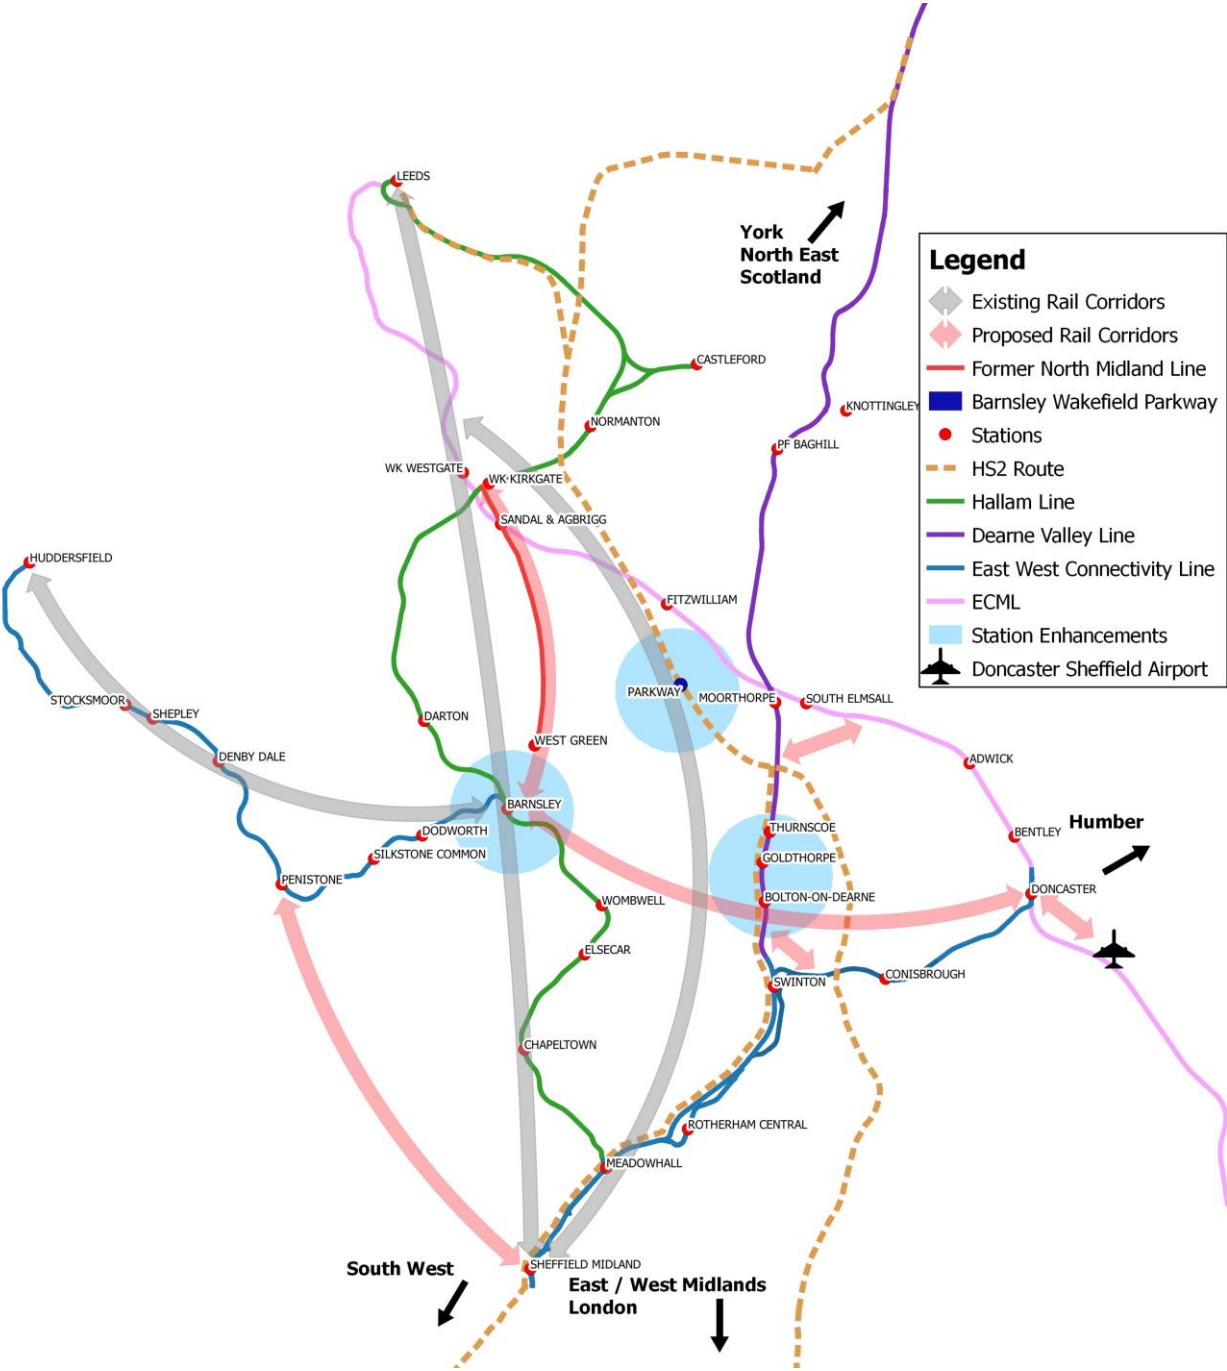 LEEDS
York
North East
Scotland
Legend
Existing Rail Corridors
Proposed Rail Corridors
Former North Midland Line
Barnsley Wakefield Parkway
Stations
HS2 Route
Hallam Line
Dearne Valley Line
East West Connectivity Line
ECML
Station Enhancements
Doncaster Sheffield Airport
CASTLEFORD
KNOTTINGLEY
NORMANTON
PF BAGHILL
WK WESTGATE
WK KIRKGATE
SANDAL & AGBRIGG
HUDDERSFIELD
FITZWILLIAM
PARKWAY
MOORTHORPE
SOUTH ELMSALL
STOCKSMOOR
SHEPLEY
DARTON
WEST GREEN
DENBY DALE
ADWICK
BARNSLEY
DODWORTH
THURNSCOE
BENTLEY
Humber
SILKSTONE COMMON
GOLDTHORPE
PENISTONE
WOMBWELL
BOLTON-ON-DEARNE
DONCASTER
ELSECAR
SWINTON
CONISBROUGH
CHAPELTOWN
ROTHERHAM CENTRAL
MEADOWHALL
SHEFFIELD MIDLAND
South West
East / West Midlands
London